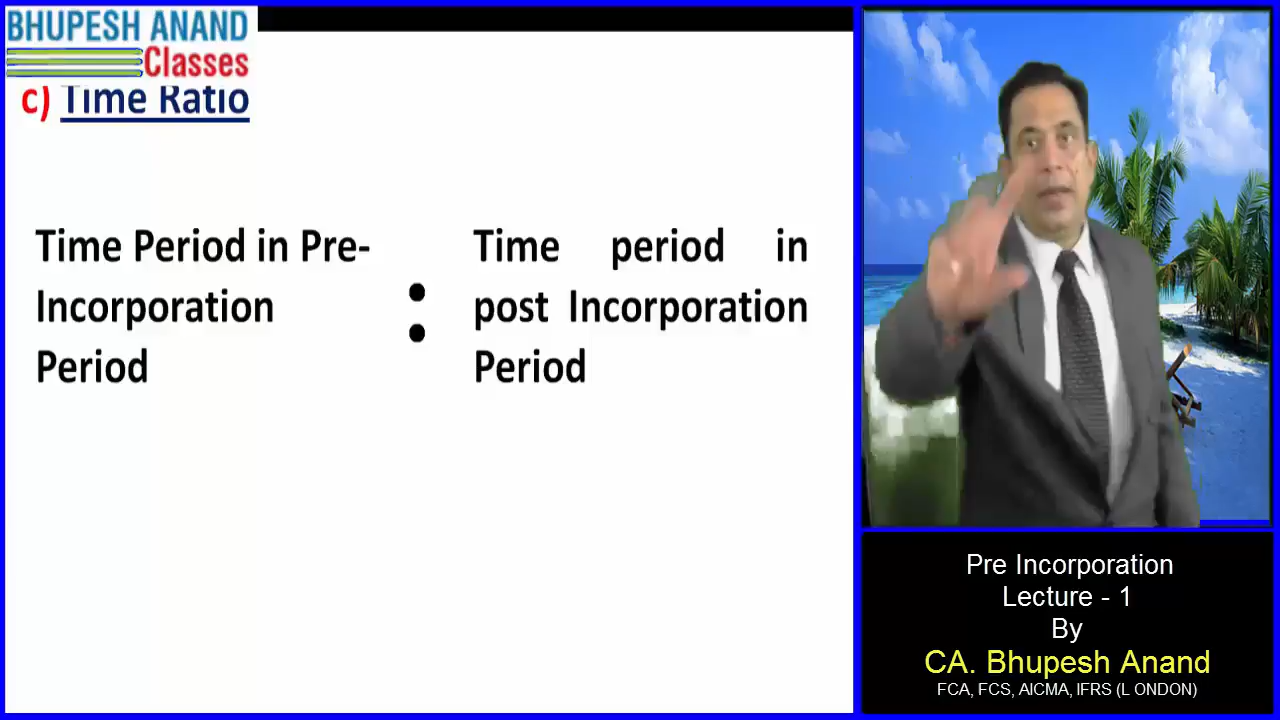 BHUPESH ANAND
Classes
c) Time Ratio
Time Period in Pre-
Incorporation
Period
:
Time period in
post Incorporation
Period
Pre Incorporation
Lecture - 1
By
CA. Bhupesh Anand
FCA, FCS, AICMA, IFRS (L ONDON)